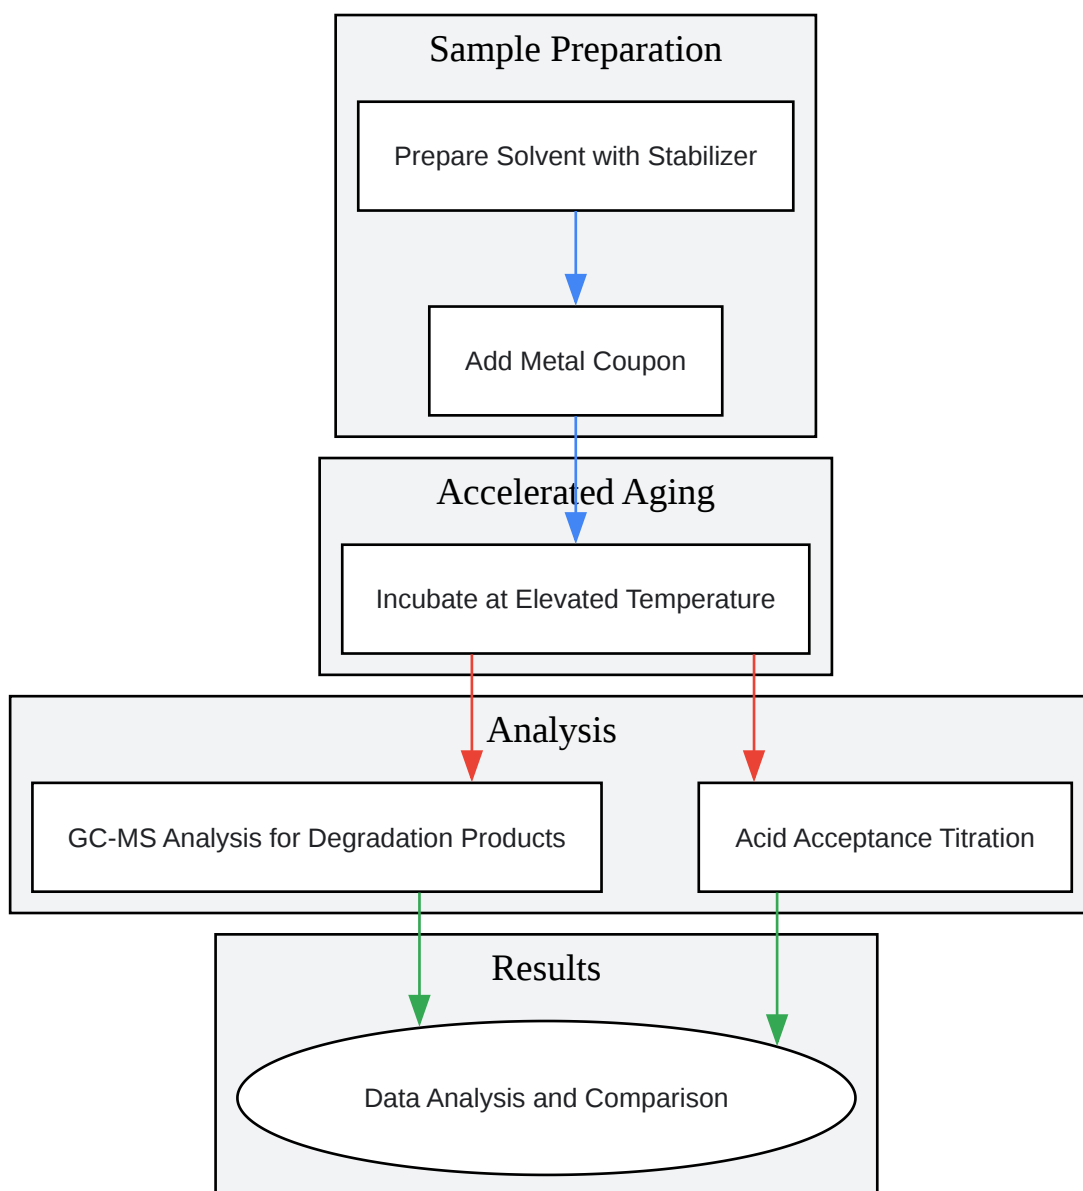 Sample Preparation
Prepare Solvent with Stabilizer
Add Metal Coupon
Accelerated Aging
Incubate at Elevated Temperature
Analysis
GC-MS Analysis for Degradation Products
Acid Acceptance Titration
Results
Data Analysis and Comparison